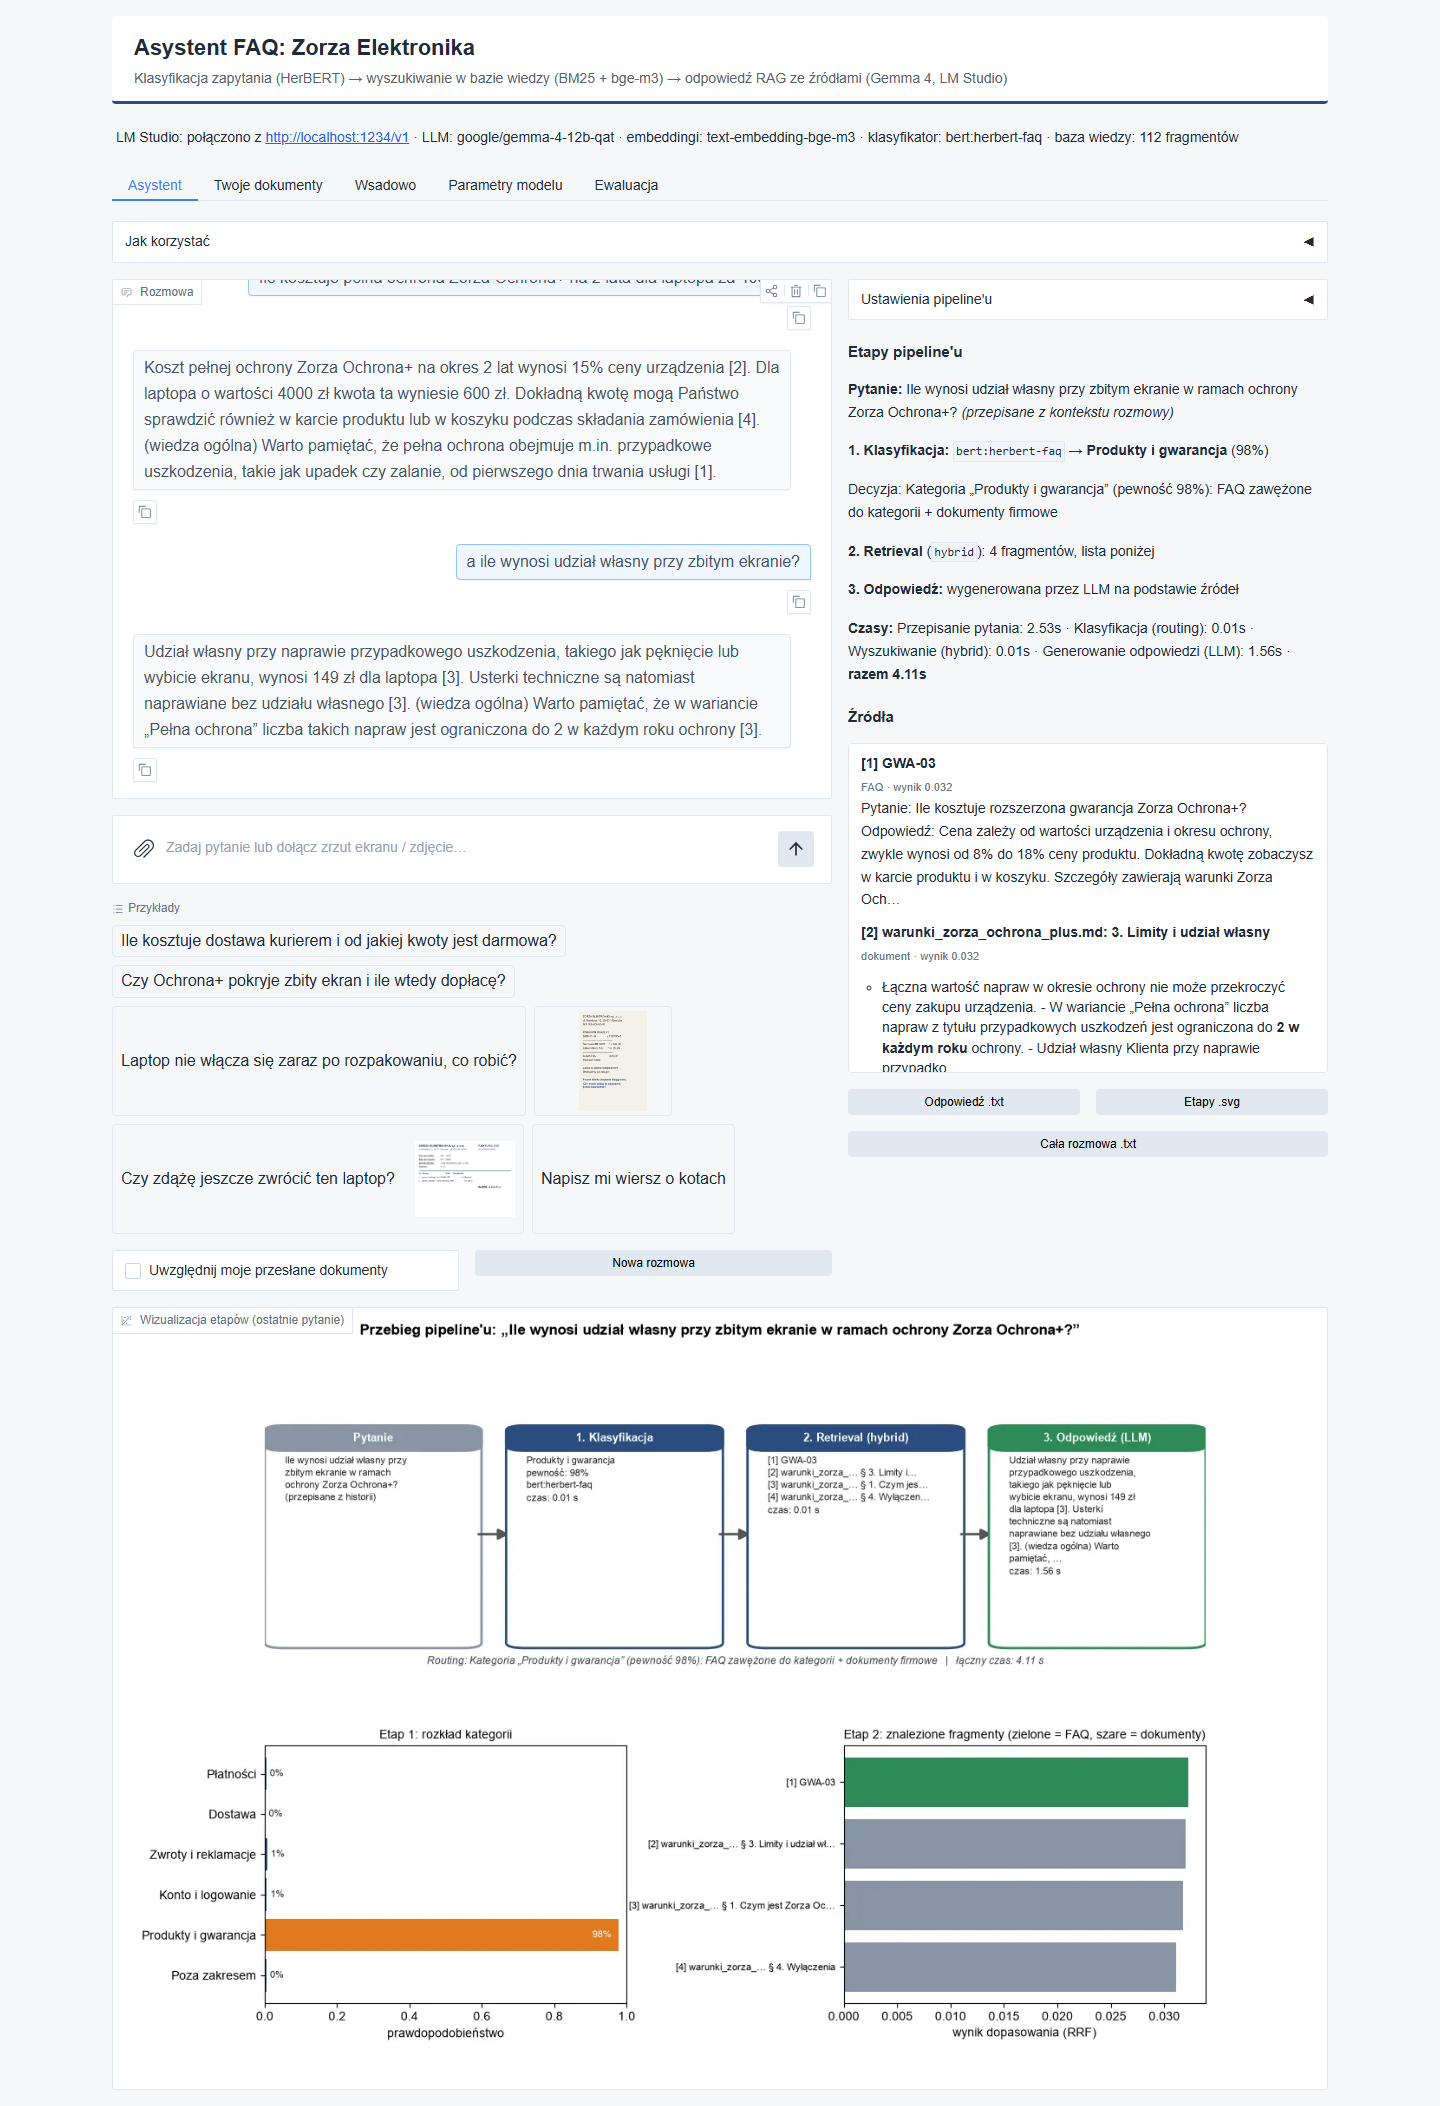 Asystent FAQ: Zorza Elektronika
Klasyfikacja zapytania (HerBERT) → wyszukiwanie w bazie wiedzy (BM25 + bge-m3) → odpowiedź RAG ze źródłami (Gemma 4, LM Studio)
LM Studio: połączono z http://localhost:1234/v1 · LLM: google/gemma-4-12b-qat · embeddingi: text-embedding-bge-m3 · klasyfikator: bert:herbert-faq · baza wiedzy: 112 fragmentów
Asystent Twoje dokumenty Wsadowo Parametry modelu Ewaluacja
Jak korzystać
Rozmowa
Ile kosztuje pełna ochrona Zorza Ochrona+ na 2 lata dla laptopa za
Koszt pełnej ochrony Zorza Ochrona+ na okres 2 lat wynosi 15% ceny urządzenia [2]. Dla
laptopa o wartości 4000 zł kwota ta wyniesie 600 zł. Dokładną kwotę mogą Państwo
sprawdzić również w karcie produktu lub w koszyku podczas składania zamówienia [4].
(wiedza ogólna) Warto pamiętać, że pełna ochrona obejmuje m.in. przypadkowe
uszkodzenia, takie jak upadek czy zalanie, od pierwszego dnia trwania usługi [1].
a ile wynosi udział własny przy zbitym ekranie?
Udział własny przy naprawie przypadkowego uszkodzenia, takiego jak pęknięcie lub
wybicie ekranu, wynosi 149 zł dla laptopa [3]. Usterki techniczne są natomiast
naprawiane bez udziału własnego [3]. (wiedza ogólna) Warto pamiętać, że w wariancie
„Pełna ochrona” liczba takich napraw jest ograniczona do 2 w każdym roku ochrony [3].
Zadaj pytanie lub dołącz zrzut ekranu / zdjęcie…
Przykłady
Ile kosztuje dostawa kurierem i od jakiej kwoty jest darmowa?
Czy Ochrona+ pokryje zbity ekran i ile wtedy dopłacę?
Laptop nie włącza się zaraz po rozpakowaniu, co robić?
Czy zdążę jeszcze zwrócić ten laptop?
Napisz mi wiersz o kotach
Uwzględnij moje przesłane dokumenty
Nowa rozmowa
Ustawienia pipeline'u
Etapy pipeline'u
Pytanie: Ile wynosi udział własny przy zbitym ekranie w ramach ochrony
Zorza Ochrona+? (przepisane z kontekstu rozmowy)
1. Klasyfikacja: bert:herbert-faq → Produkty i gwarancja (98%)
Decyzja: Kategoria „Produkty i gwarancja” (pewność 98%): FAQ zawężone
do kategorii + dokumenty firmowe
2. Retrieval (hybrid): 4 fragmentów, lista poniżej
3. Odpowiedź: wygenerowana przez LLM na podstawie źródeł
Czasy: Przepisanie pytania: 2.53s · Klasyfikacja (routing): 0.01s ·
Wyszukiwanie (hybrid): 0.01s · Generowanie odpowiedzi (LLM): 1.56s ·
razem 4.11s
Źródła
[1] GWA-03
FAQ · wynik 0.032
Pytanie: Ile kosztuje rozszerzona gwarancja Zorza Ochrona+?
Odpowiedź: Cena zależy od wartości urządzenia i okresu ochrony,
zwykle wynosi od 8% do 18% ceny produktu. Dokładną kwotę zobaczysz
w karcie produktu i w koszyku. Szczegóły zawierają warunki Zorza
Och…
[2] warunki_zorza_ochrona_plus.md: 3. Limity i udział własny
dokument · wynik 0.032
Łączna wartość napraw w okresie ochrony nie może przekroczyć
ceny zakupu urządzenia. - W wariancie „Pełna ochrona” liczba
napraw z tytułu przypadkowych uszkodzeń jest ograniczona do 2 w
każdym roku ochrony. - Udział własny Klienta przy naprawie
przypadko
Odpowiedź .txt
Etapy .svg
Cała rozmowa .txt
Wizualizacja etapów (ostatnie pytanie)
Przebieg pipeline'u: „Ile wynosi udział własny przy zbitym ekranie w ramach ochrony Zorza Ochrona+?”
Pytanie
Ile wynosi udział własny przy
zbitym ekranie w ramach
ochrony Zorza Ochrona+?
(przepisane z historii)
1. Klasyfikacja
Produkty i gwarancja
pewność: 98%
bert:herbert-faq
czas: 0.01 s
2. Retrieval (hybrid)
[1] GWA-03
[2] warunki_zorza_… § 3. Limity i…
[3] warunki_zorza_… § 1. Czym jes…
[4] warunki_zorza_… § 4. Wyłączen…
czas: 0.01 s
3. Odpowiedź (LLM)
Udział własny przy naprawie
przypadkowego uszkodzenia,
takiego jak pęknięcie lub
wybicie ekranu, wynosi 149 zł
dla laptopa [3]. Usterki
techniczne są natomiast
naprawiane bez udziału własnego
[3]. (wiedza ogólna) Warto
pamiętać, …
czas: 1.56 s
Routing: Kategoria „Produkty i gwarancja” (pewność 98%): FAQ zawężone do kategorii + dokumenty firmowe | łączny czas: 4.11 s
Etap 1: rozkład kategorii
Płatności 0%
Dostawa 0%
Zwroty i reklamacje 1%
Konto i logowanie 1%
Produkty i gwarancja 98%
Poza zakresem 0%
0.0 0.2 0.4 0.6 0.8 1.0
prawdopodobieństwo
Etap 2: znalezione fragmenty (zielone = FAQ, szare = dokumenty)
[1] GWA-03
[2] warunki_zorza_… § 3. Limity i udział wł…
[3] warunki_zorza_… § 1. Czym jest Zorza Oc…
[4] warunki_zorza_… § 4. Wyłączenia
0.000 0.005 0.010 0.015 0.020 0.025 0.030
wynik dopasowania (RRF)